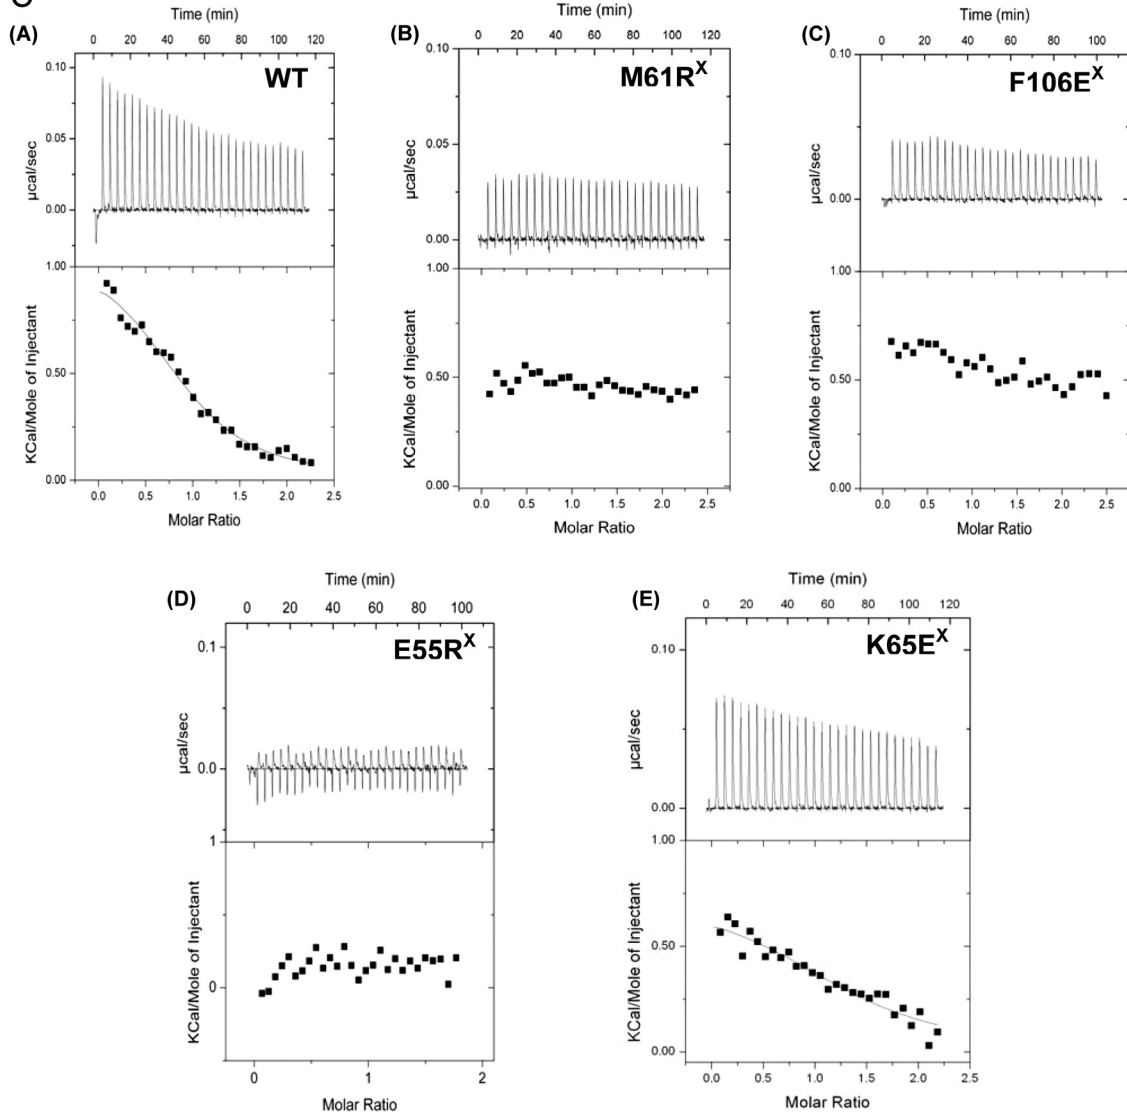 (A)
Time (min)
0 20 40 60 80 100 120
WT
0.10
0.05
0.00
µcal/sec
1.00
0.50
0.00
KCal/Mole of Injectant
0.0 0.5 1.0 1.5 2.0 2.5
Molar Ratio
(B)
Time (min)
0 20 40 60 80 100 120
M61R^X
0.10
0.05
0.00
µcal/sec
1.00
0.50
0.00
KCal/Mole of Injectant
0.0 0.5 1.0 1.5 2.0 2.5
Molar Ratio
(C)
Time (min)
0 20 40 60 80 100
F106E^X
0.10
0.00
µcal/sec
1.00
0.50
0.00
KCal/Mole of Injectant
0.0 0.5 1.0 1.5 2.0 2.5
Molar Ratio
(D)
Time (min)
0 20 40 60 80 100
E55R^X
0.1
0.0
µcal/sec
1
0
KCal/Mole of Injectant
0 1 2
Molar Ratio
(E)
Time (min)
0 20 40 60 80 100 120
K65E^X
0.10
0.00
µcal/sec
1.00
0.50
0.00
KCal/Mole of Injectant
0.0 0.5 1.0 1.5 2.0 2.5
Molar Ratio